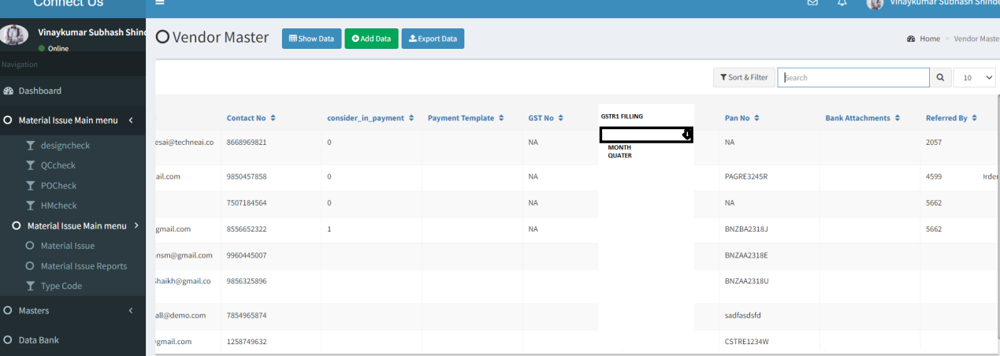 Connect Us
Vinaykumar Subhash Shinde
Vinaykumar Subhash Shind
Online
Navigation
Dashboard
Material Issue Main menu
designcheck
QCcheck
POCheck
HMcheck
Material Issue Main menu
Material Issue
Material Issue Reports
Type Code
Masters
Data Bank
Vendor Master
Show Data
Add Data
Export Data
Home > Vendor Maste
Sort & Filter
Search
10
Contact No consider_in_payment Payment Template GST No GSTR1 FILLING Pan No Bank Attachments Referred By
MONTH
QUATER
esai@techneai.co 8668969821 0 NA NA 2057
ail.com 9850457858 0 NA PAGRE3245R 4599 rder
7507184564 0 NA NA 5662
gmail.com 8556652322 1 NA BNZBA2318J 5662
nsm@gmail.com 9960445007 BNZAA2318E
haikh@gmail.co 9856325896 BNZAA2318U
all@demo.com 7854965874 sadfasdsfd
gmail.com 1258749632 CSTRE1234W